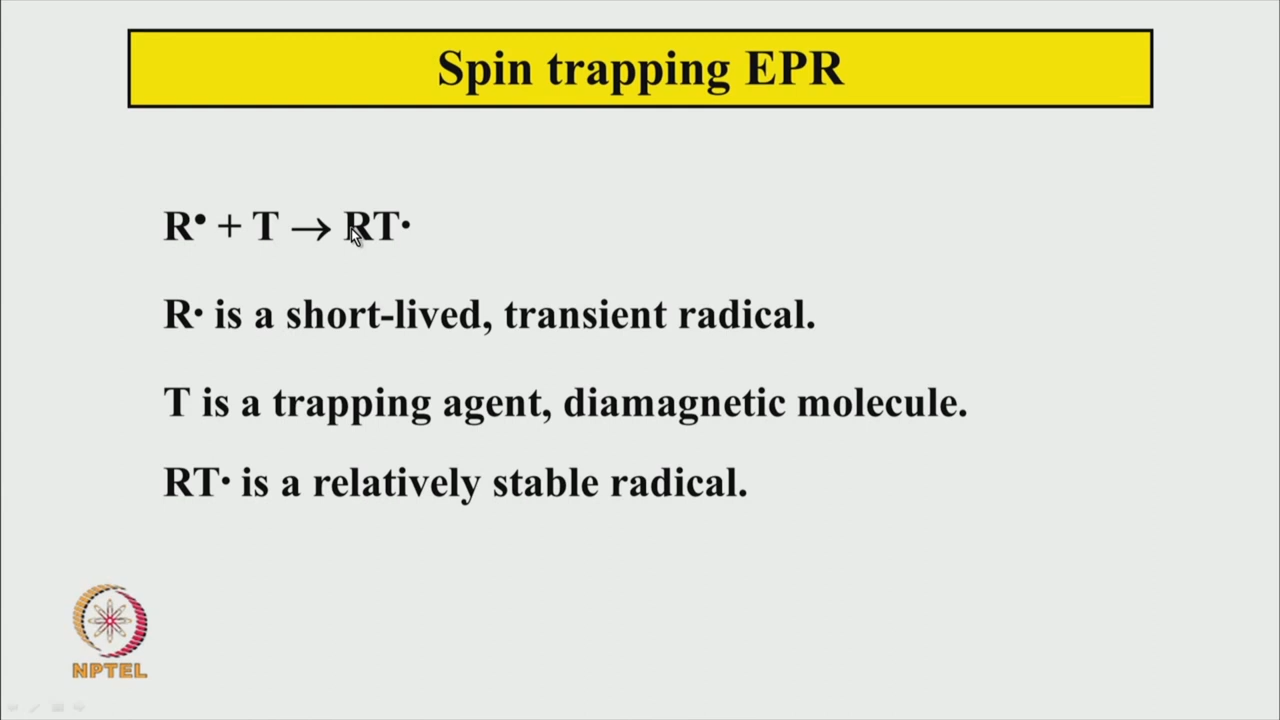 Spin trapping EPR
R• + T → RT·
R· is a short-lived, transient radical.
T is a trapping agent, diamagnetic molecule.
RT· is a relatively stable radical.
NPTEL